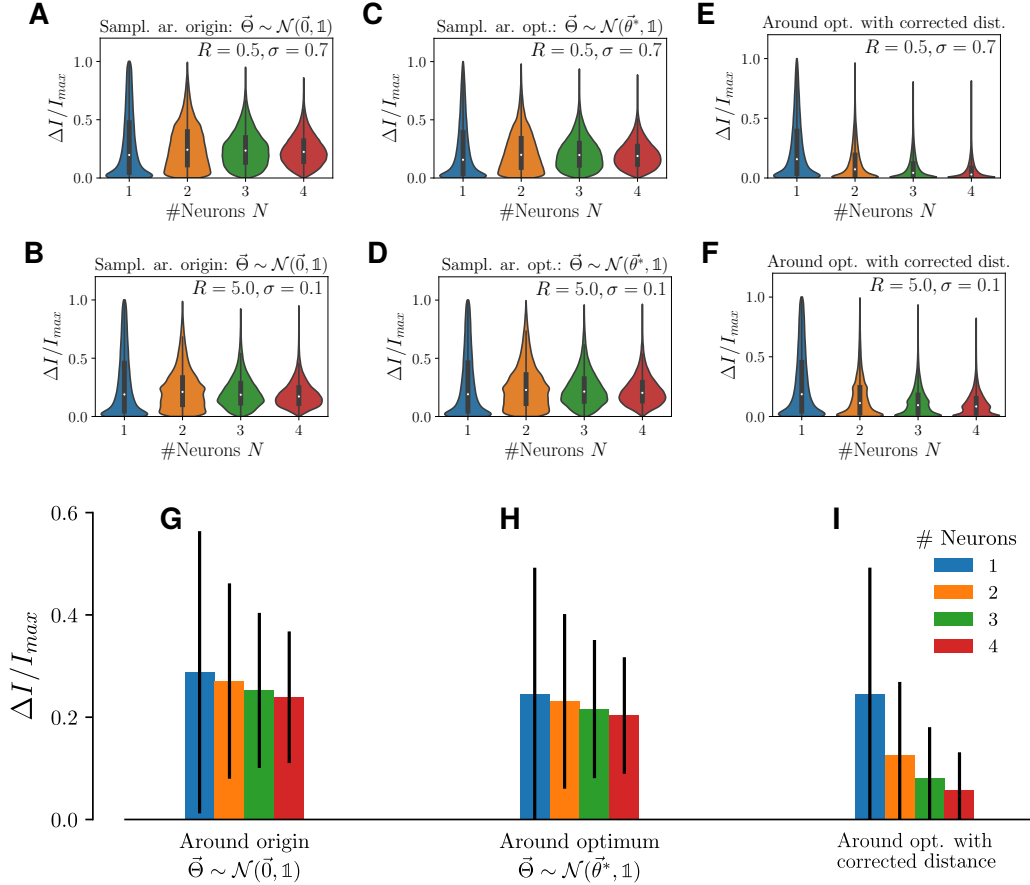 A
Sampl. ar. origin: Θ⃗ ∼ 𝒩(0⃗, 𝟙)
R = 0.5, σ = 0.7
ΔI/I_max
1.0
0.5
0.0
1 2 3 4
#Neurons N
C
Sampl. ar. opt.: Θ⃗ ∼ 𝒩(θ⃗*, 𝟙)
R = 0.5, σ = 0.7
ΔI/I_max
1.0
0.5
0.0
1 2 3 4
#Neurons N
E
Around opt. with corrected dist.
R = 0.5, σ = 0.7
ΔI/I_max
1.0
0.5
0.0
1 2 3 4
#Neurons N
B
Sampl. ar. origin: Θ⃗ ∼ 𝒩(0⃗, 𝟙)
R = 5.0, σ = 0.1
ΔI/I_max
1.0
0.5
0.0
1 2 3 4
#Neurons N
D
Sampl. ar. opt.: Θ⃗ ∼ 𝒩(θ⃗*, 𝟙)
R = 5.0, σ = 0.1
ΔI/I_max
1.0
0.5
0.0
1 2 3 4
#Neurons N
F
Around opt. with corrected dist.
R = 5.0, σ = 0.1
ΔI/I_max
1.0
0.5
0.0
1 2 3 4
#Neurons N
ΔI/I_max
0.6
0.4
0.2
0.0
G
H
I
# Neurons
1
2
3
4
Around origin
Θ⃗ ∼ 𝒩(0⃗, 𝟙)
Around optimum
Θ⃗ ∼ 𝒩(θ⃗*, 𝟙)
Around opt. with
corrected distance